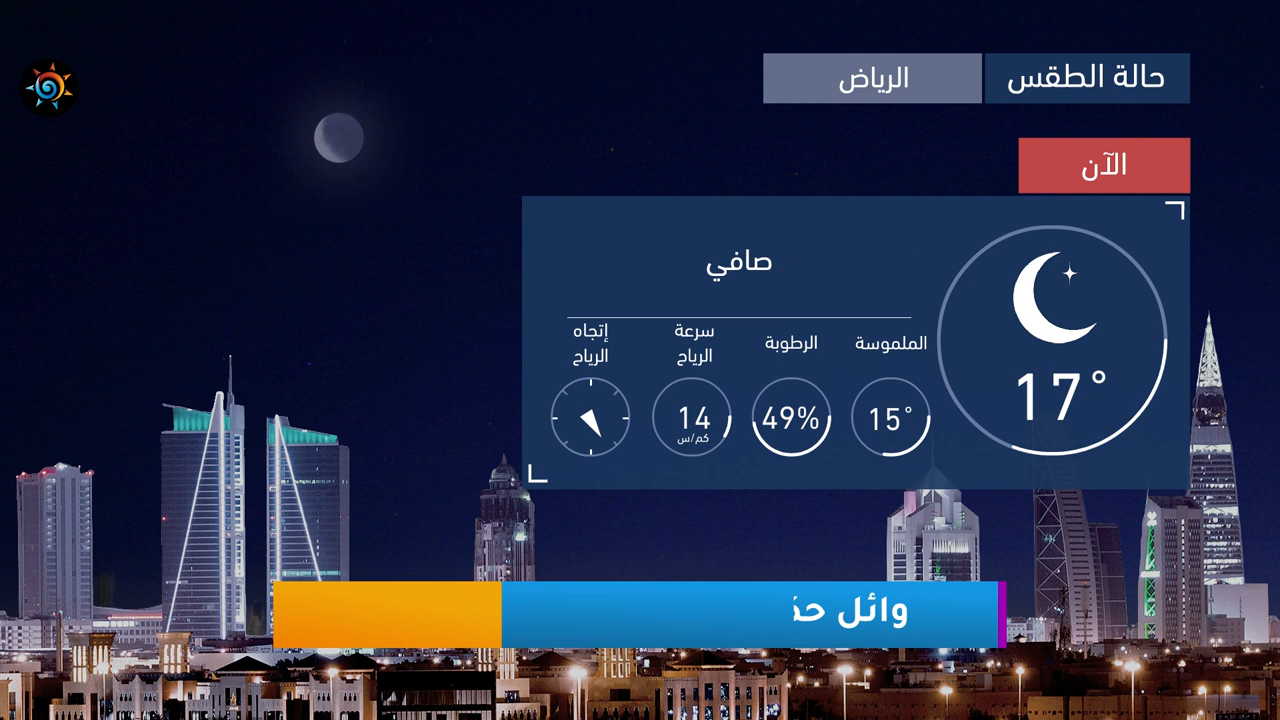 حالة الطقس
الرياض
الآن
17°
صافي
الملموسة
15°
الرطوبة
49%
سرعة
الرياح
14
كم/س
إتجاه
الرياح
وائل